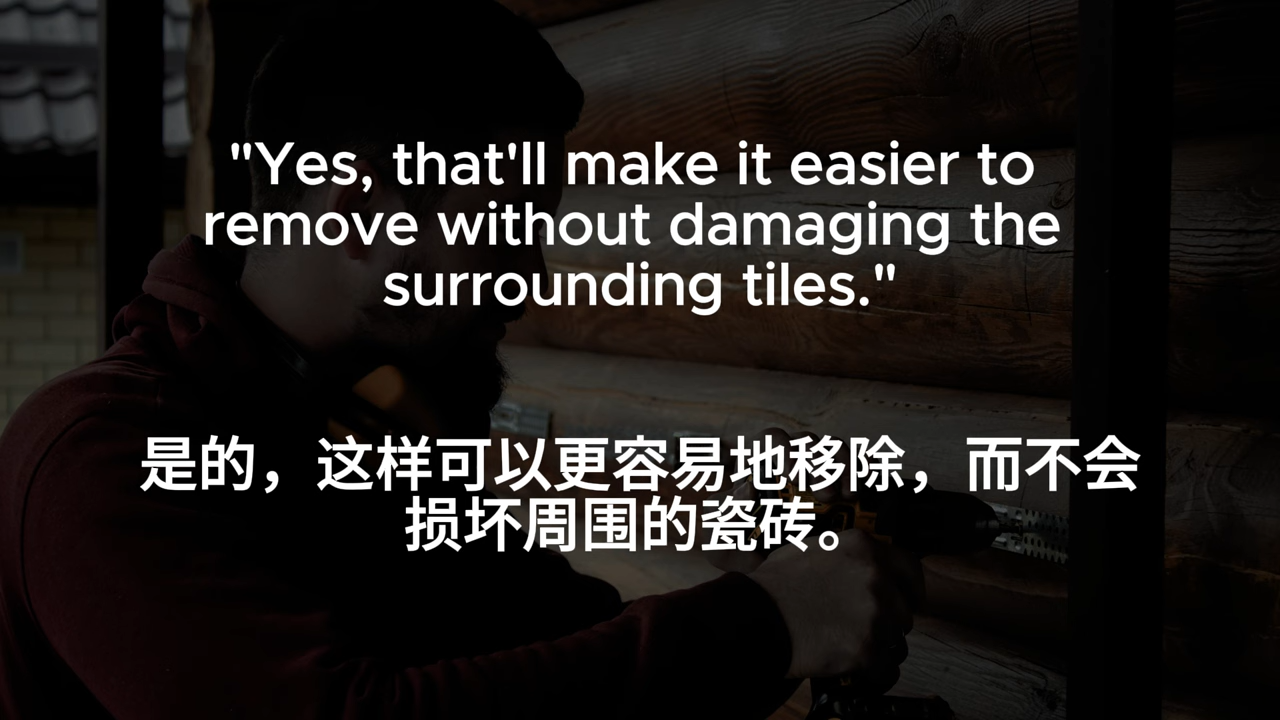 "Yes, that'll make it easier to
remove without damaging the
surrounding tiles."
是的，这样可以更容易地移除，而不会
损坏周围的瓷砖。